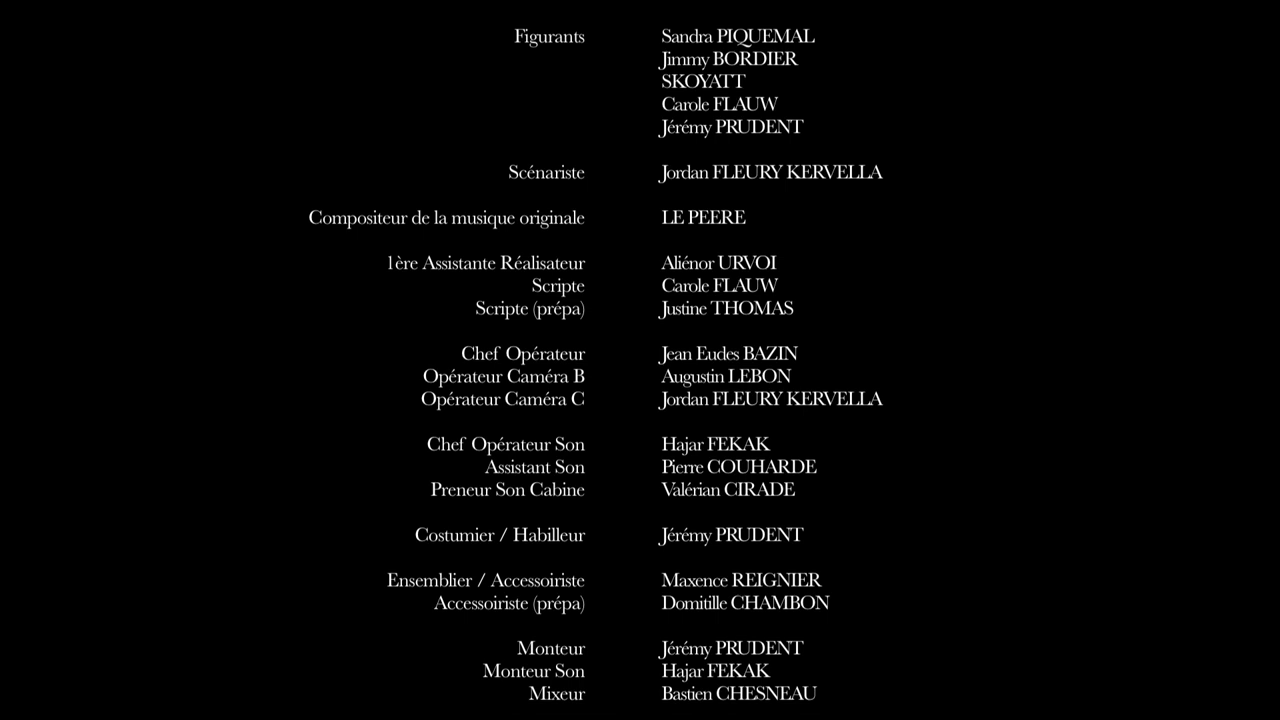 Figurants Sandra PIQUEMAL
Jimmy BORDIER
SKOYATT
Carole FLAUW
Jérémy PRUDENT
Scénariste Jordan FLEURY KERVELLA
Compositeur de la musique originale LE PEERE
1ère Assistante Réalisateur Aliénor URVOI
Scripte Carole FLAUW
Scripte (prépa) Justine THOMAS
Chef Opérateur Jean Eudes BAZIN
Opérateur Caméra B Augustin LEBON
Opérateur Caméra C Jordan FLEURY KERVELLA
Chef Opérateur Son Hajar FEKAK
Assistant Son Pierre COUHARDE
Preneur Son Cabine Valérian CIRADE
Costumier / Habilleur Jérémy PRUDENT
Ensemblier / Accessoiriste Maxence REIGNIER
Accessoiriste (prépa) Domitille CHAMBON
Monteur Jérémy PRUDENT
Monteur Son Hajar FEKAK
Mixeur Bastien CHESNEAU